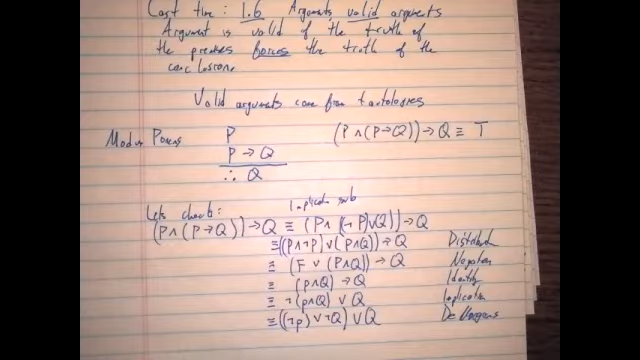 Last time: 1.6 Arguments, valid arguments
Argument is valid if the truth of
the premises forces the truth of the
conclusion.
Valid arguments come from tautologies
Modus Ponens P (P ∧ (P → Q)) → Q ≡ T
P → Q
∴ Q
Lets check: Implication sub
(P ∧ (P → Q)) → Q ≡ (P ∧ (¬P) ∨ Q)) → Q
≡ ((P ∧ ¬P) ∨ (P ∧ Q)) → Q Distributive
≡ (F ∨ (P ∧ Q)) → Q Negation
≡ (P ∧ Q) → Q Identity
≡ ¬(P ∧ Q) ∨ Q Implication
≡ ((¬P) ∨ ¬Q) ∨ Q De Morgans